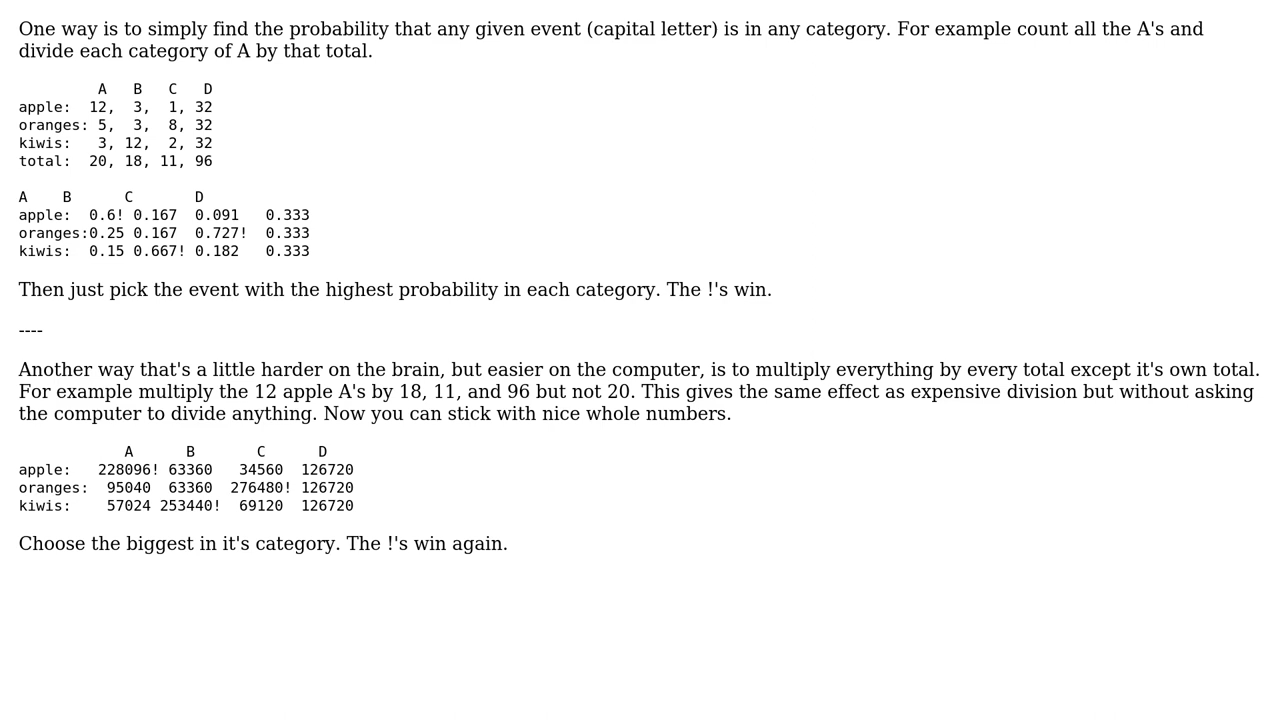 One way is to simply find the probability that any given event (capital letter) is in any category. For example count all the A's and
divide each category of A by that total.
         A   B   C   D
apple:  12,  3,  1, 32
oranges: 5,  3,  8, 32
kiwis:   3, 12,  2, 32
total:  20, 18, 11, 96
A    B      C       D
apple:  0.6! 0.167  0.091   0.333
oranges:0.25 0.167  0.727!  0.333
kiwis:  0.15 0.667! 0.182   0.333
Then just pick the event with the highest probability in each category. The !'s win.
----
Another way that's a little harder on the brain, but easier on the computer, is to multiply everything by every total except it's own total.
For example multiply the 12 apple A's by 18, 11, and 96 but not 20. This gives the same effect as expensive division but without asking
the computer to divide anything. Now you can stick with nice whole numbers.
            A      B       C      D
apple:   228096! 63360   34560  126720
oranges:  95040  63360  276480! 126720
kiwis:    57024 253440!  69120  126720
Choose the biggest in it's category. The !'s win again.